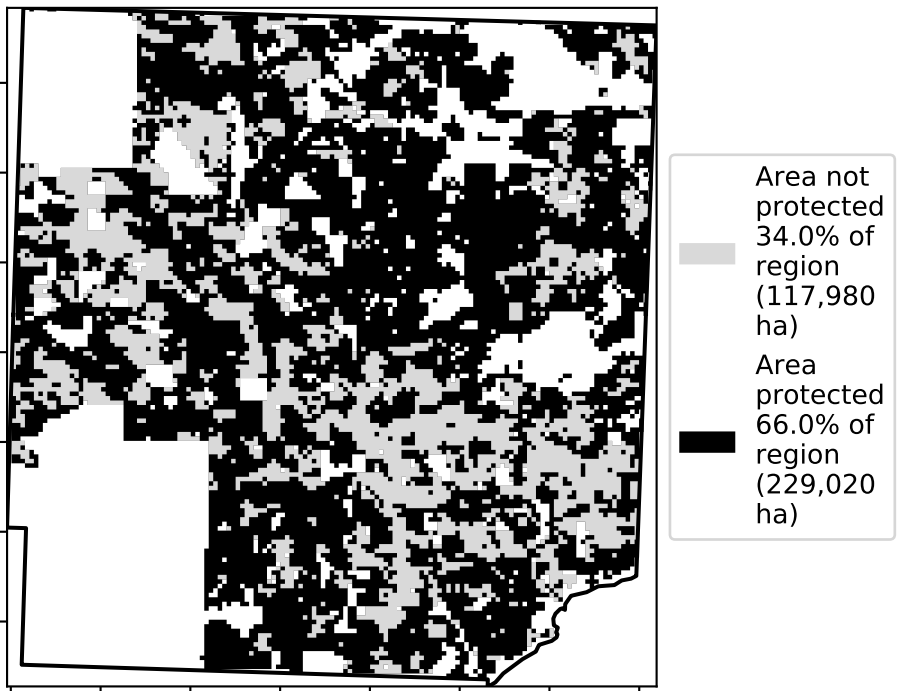 Area not
protected
34.0% of
region
(117,980
ha)
Area
protected
66.0% of
region
(229,020
ha)